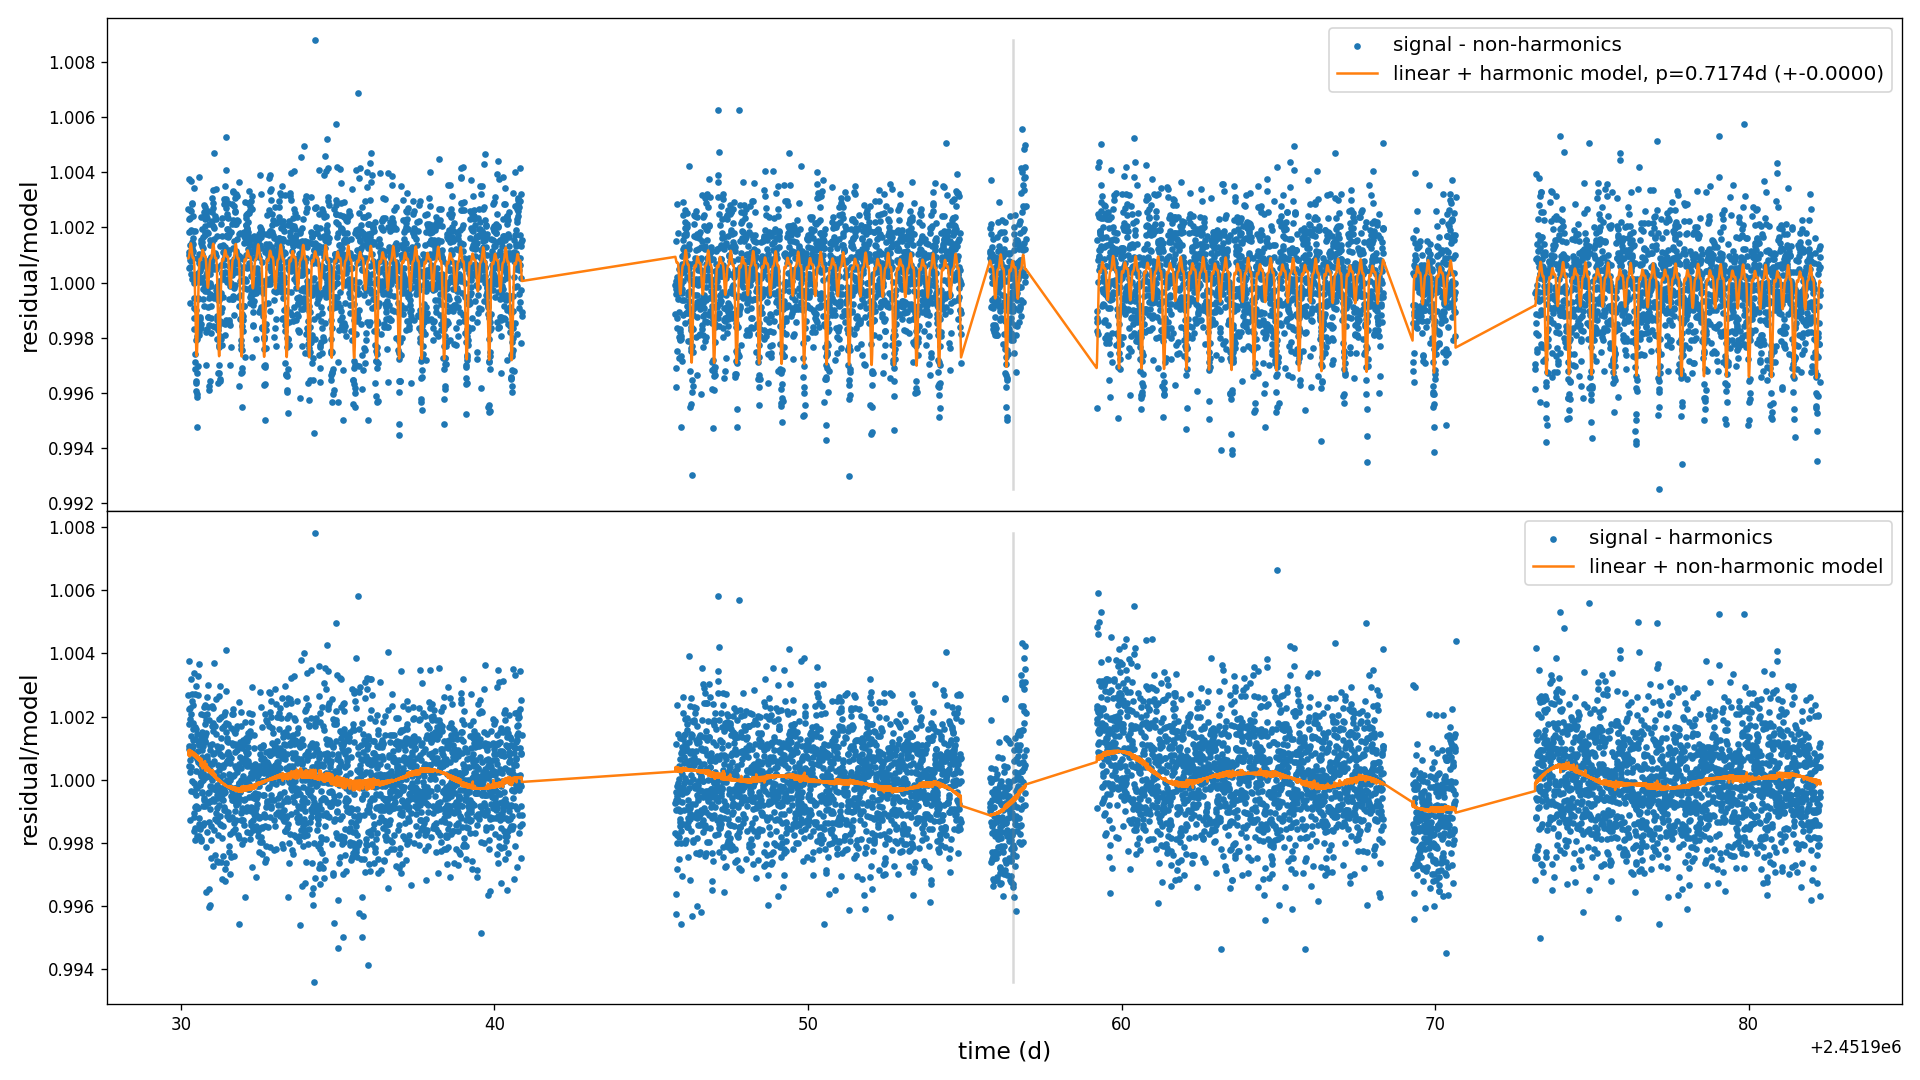 signal - non-harmonics
linear + harmonic model, p=0.7174d (+-0.0000)
residual/model
1.008
1.006
1.004
1.002
1.000
0.998
0.996
0.994
0.992
signal - harmonics
linear + non-harmonic model
residual/model
1.008
1.006
1.004
1.002
1.000
0.998
0.996
0.994
30 40 50 60 70 80
time (d)
+2.4519e6